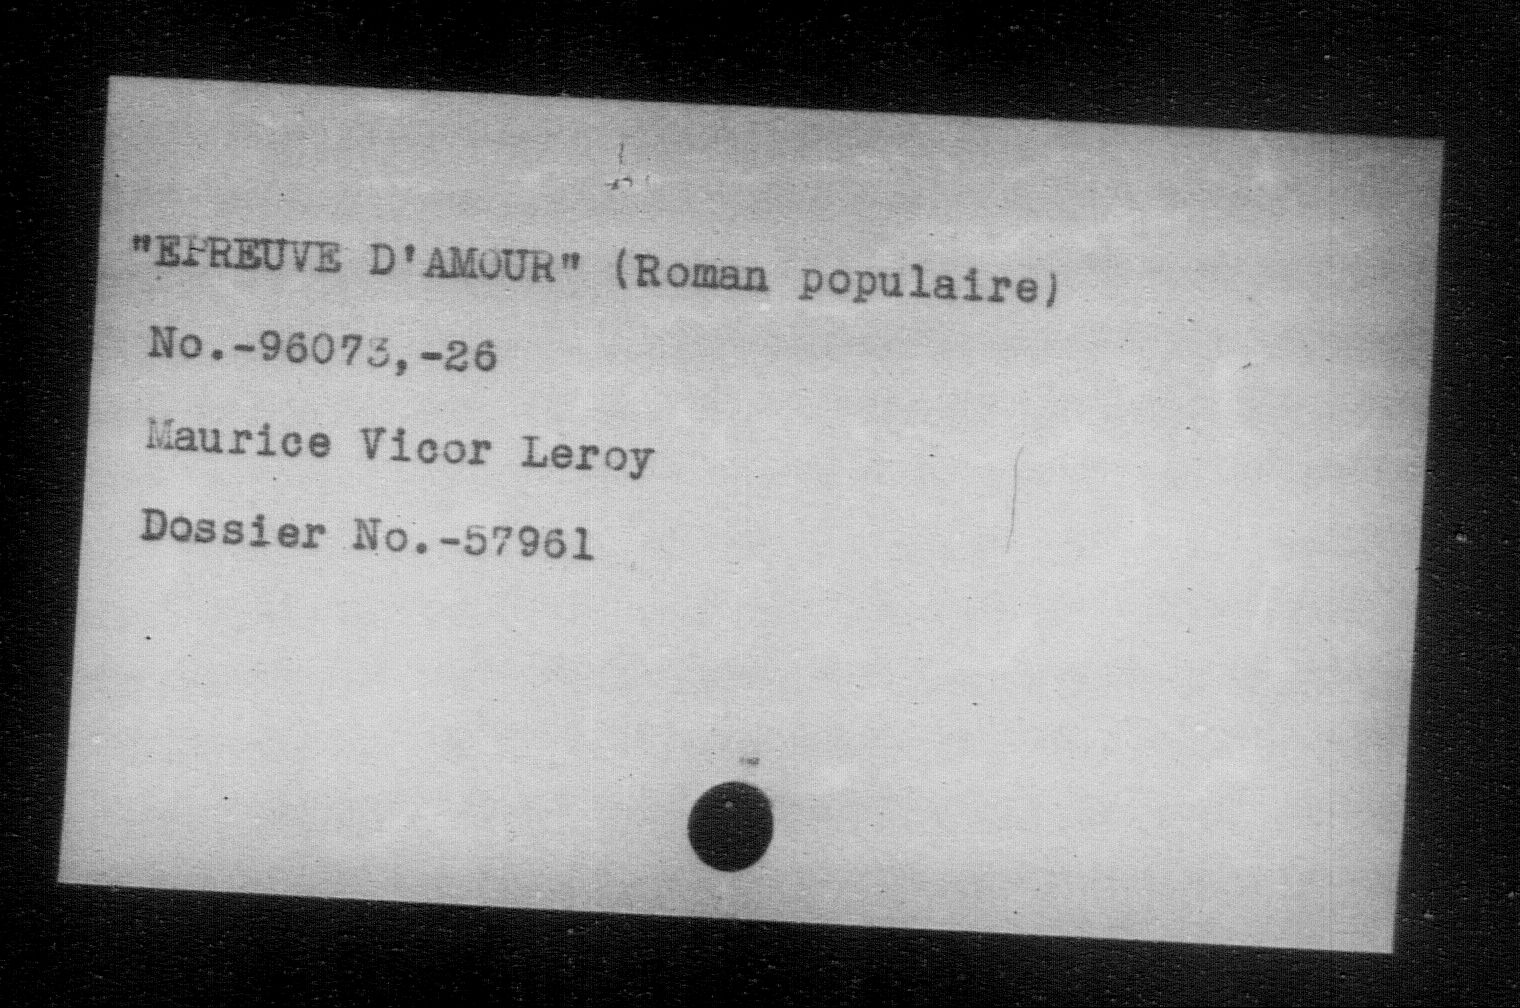 "EPREUVE D'AMOUR" (Roman populaire)
No.-96073,-26
Maurice Vicor Leroy
Dossier No.-57961